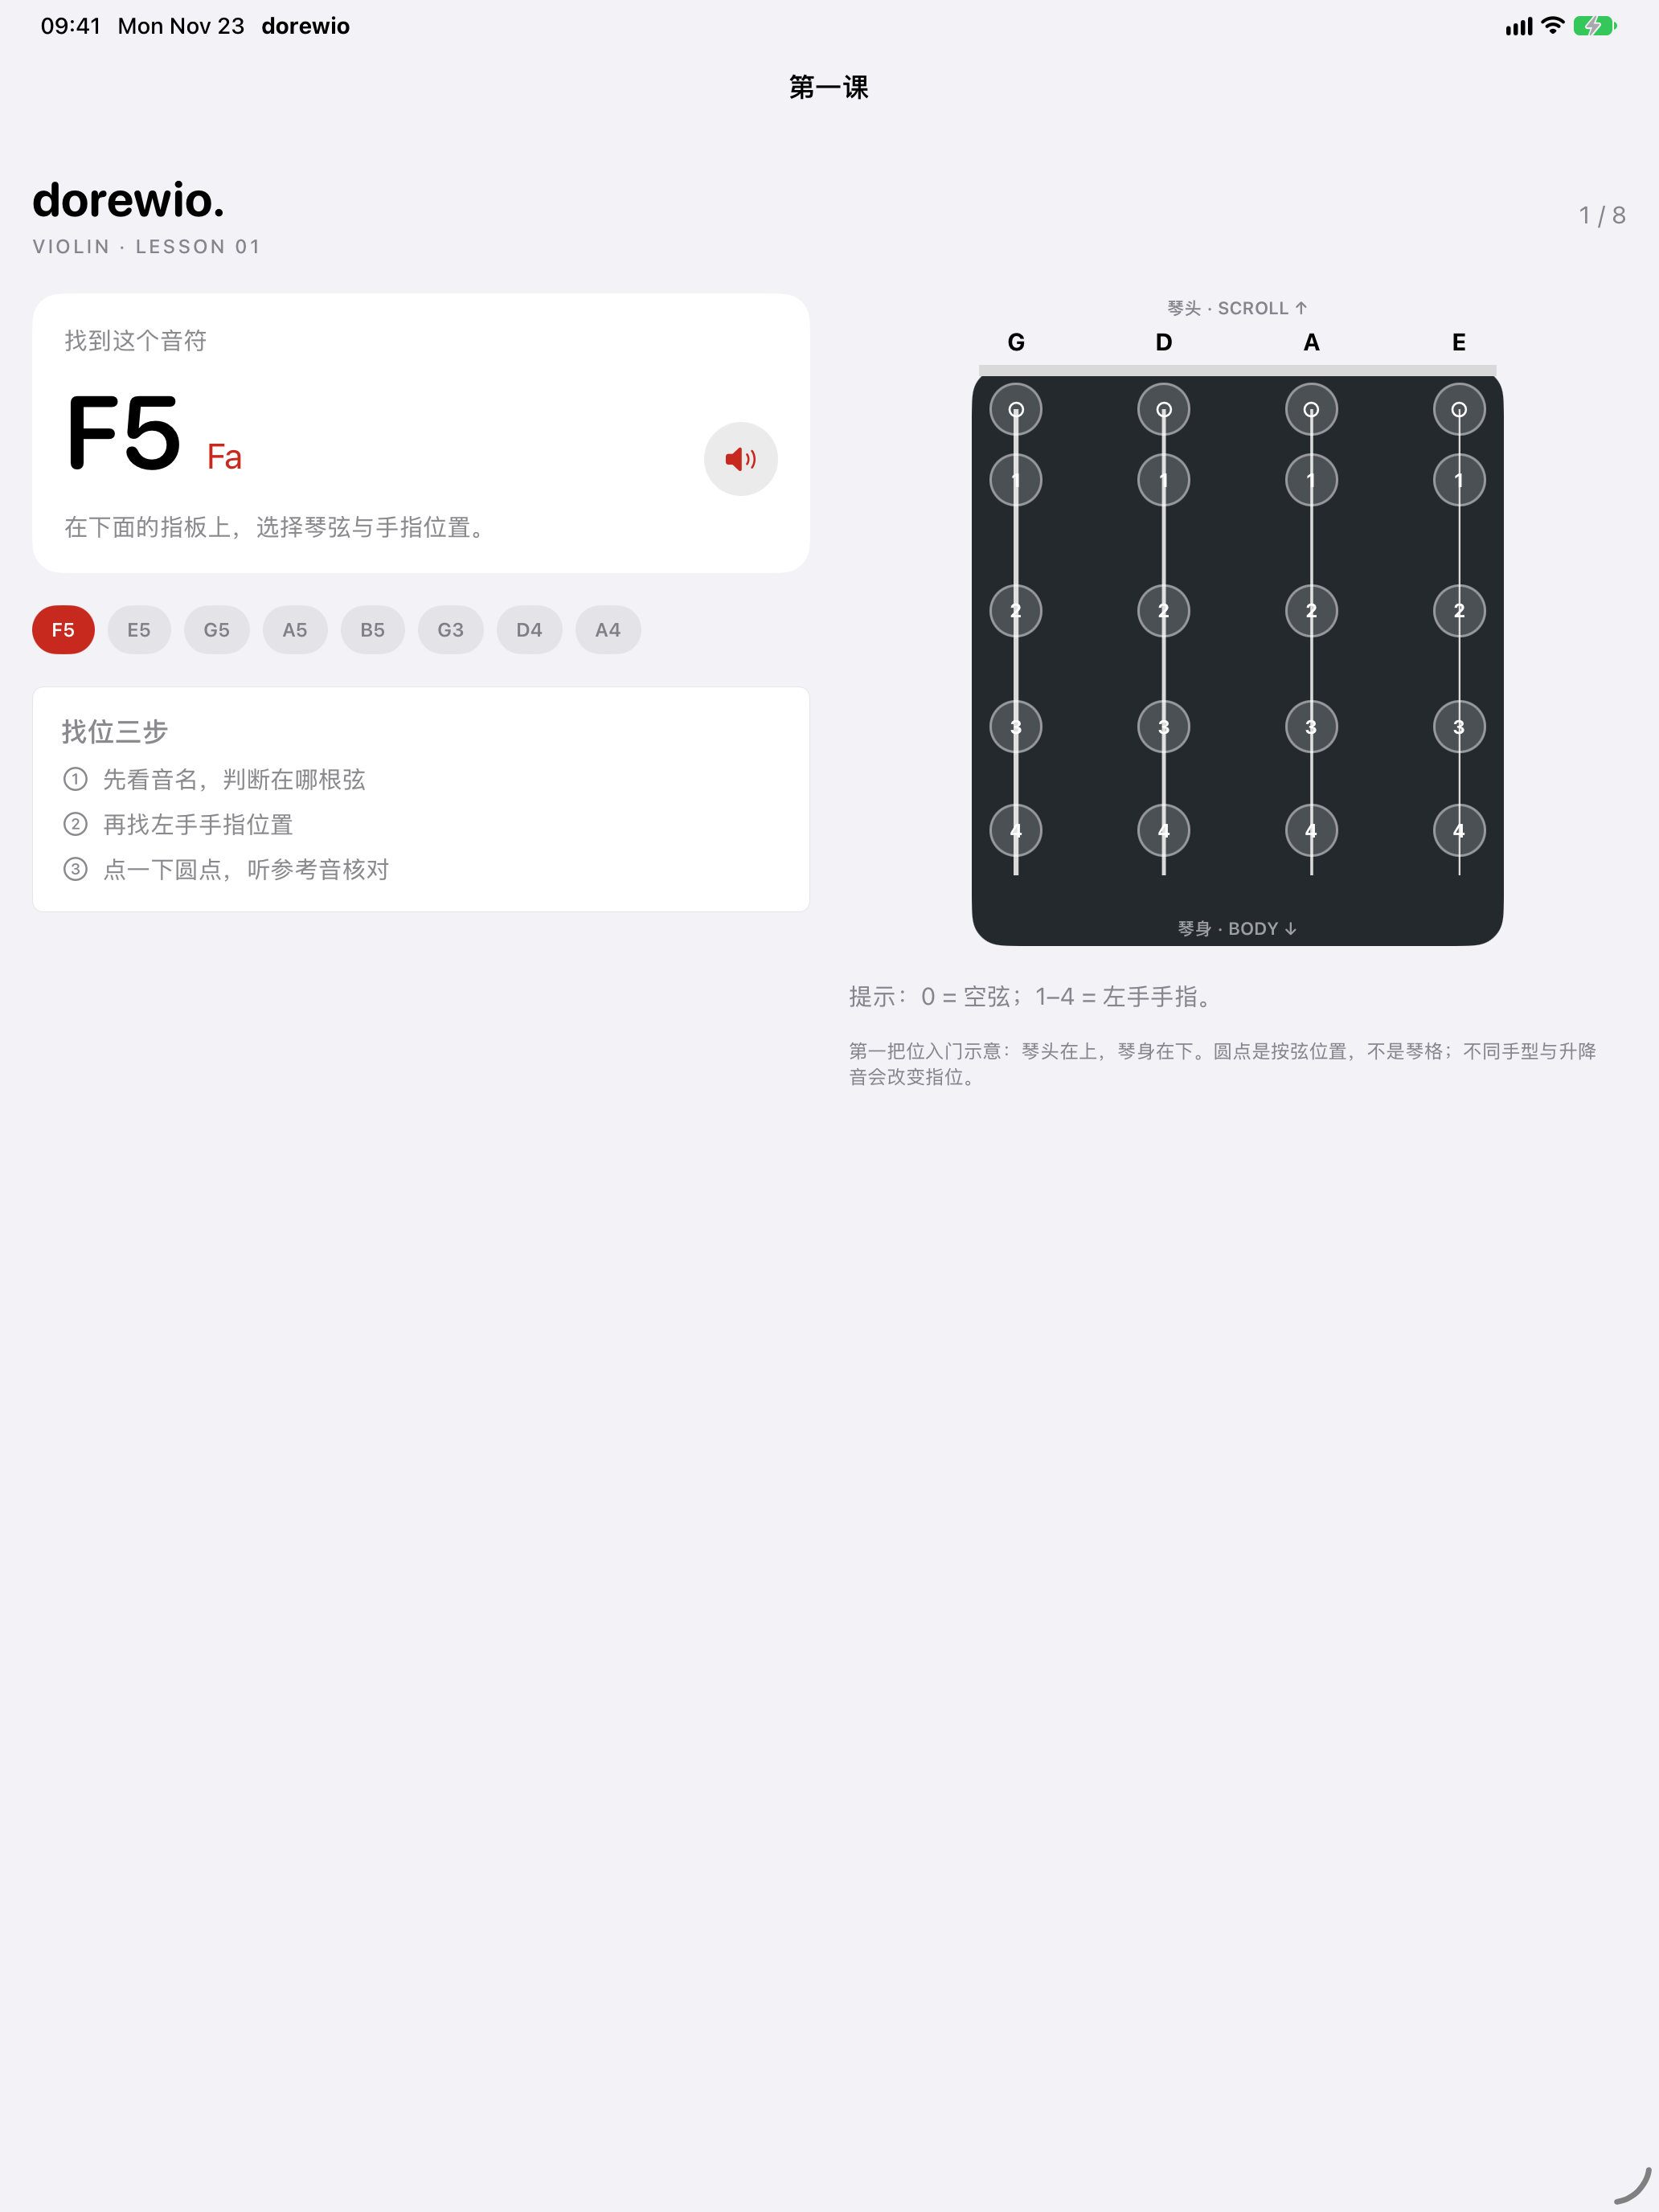 09:41 Mon Nov 23 dorewio
第一课
dorewio.
VIOLIN · LESSON 01
1 / 8
找到这个音符
F5 Fa
在下面的指板上，选择琴弦与手指位置。
F5 E5 G5 A5 B5 G3 D4 A4
找位三步
1 先看音名，判断在哪根弦
2 再找左手手指位置
3 点一下圆点，听参考音核对
琴头 · SCROLL ↑
G D A E
1 1 1 1
2 2 2 2
3 3 3 3
4 4 4 4
琴身 · BODY ↓
提示：0 = 空弦；1–4 = 左手手指。
第一把位入门示意：琴头在上，琴身在下。圆点是按弦位置，不是琴格；不同手型与升降
音会改变指位。